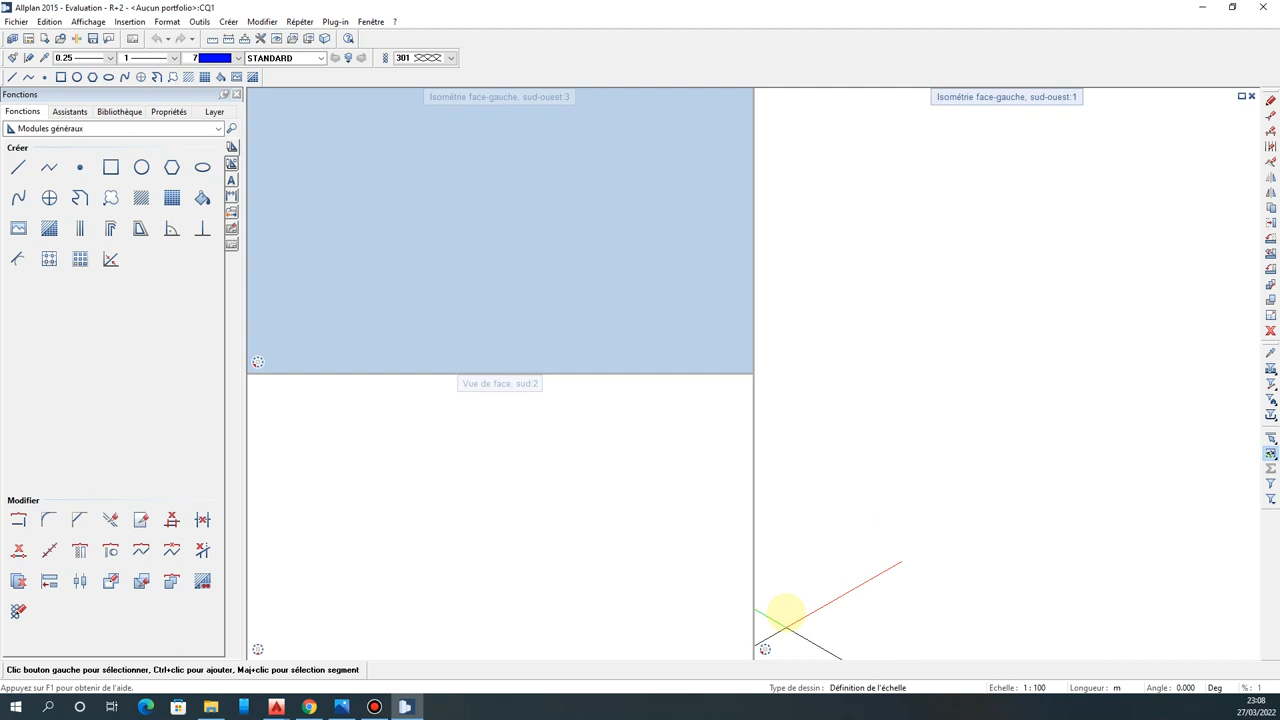 Allplan 2015 - Evaluation - R+2 - <Aucun portfolio>:CQ1
Fichier Edition Affichage Insertion Format Outils Créer Modifier Répéter Plug-in Fenêtre ?
0.25 1 7 STANDARD 301
Fonctions
Fonctions Assistants Bibliothèque Propriétés Layer
Modules généraux
Créer
Modifier
Isométrie face-gauche, sud-ouest:3
Isométrie face-gauche, sud-ouest:1
Vue de face, sud:2
Clic bouton gauche pour sélectionner, Ctrl+clic pour ajouter, Maj+clic pour sélection segment
Appuyez sur F1 pour obtenir de l'aide. Type de dessin : Définition de l'échelle Echelle : 1 : 100 Longueur : m Angle : 0.000 Deg % : 1
23:08
27/03/2022